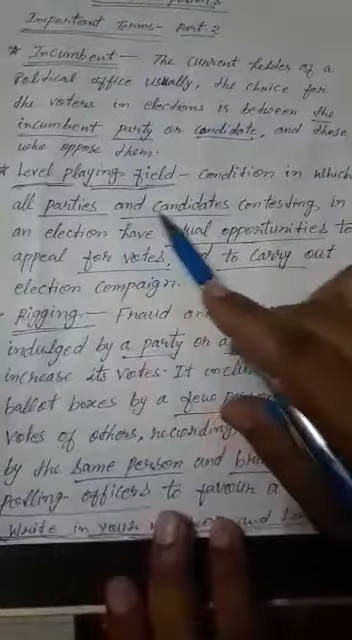 Important Terms- Part-2
* Incumbent - The current holder of a
Political office usually, the choice for
the voters in elections is between the
incumbent party or candidate, and those
who oppose them.
* Level playing field - Condition in which
all parties and candidates contesting, in
an election have opportunities to
appeal for votes, to carry out
election campaign.
Rigging - Fraud
indulged by a party or a
increase its votes. It
ballot boxes by a few
votes of others,
by the same person and
polling-officers to favour a
write in your